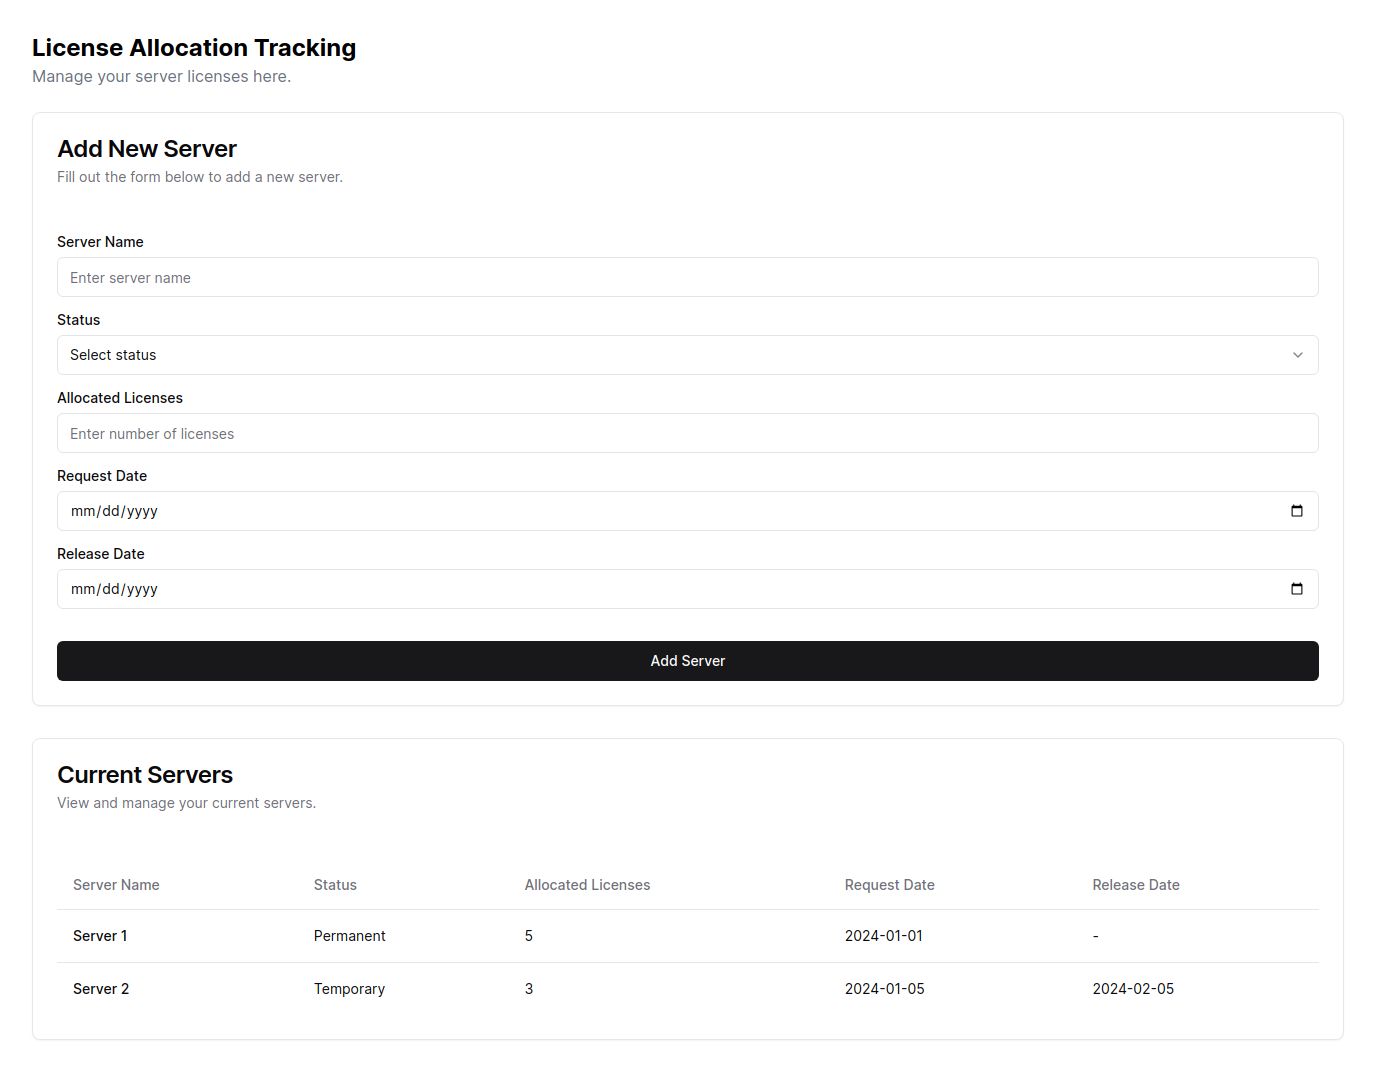 License Allocation Tracking
Manage your server licenses here.
Add New Server
Fill out the form below to add a new server.
Server Name
Enter server name
Status
Select status
Allocated Licenses
Enter number of licenses
Request Date
mm/dd/yyyy
Release Date
mm/dd/yyyy
Add Server
Current Servers
View and manage your current servers.
Server Name Status Allocated Licenses Request Date Release Date
Server 1 Permanent 5 2024-01-01 -
Server 2 Temporary 3 2024-01-05 2024-02-05